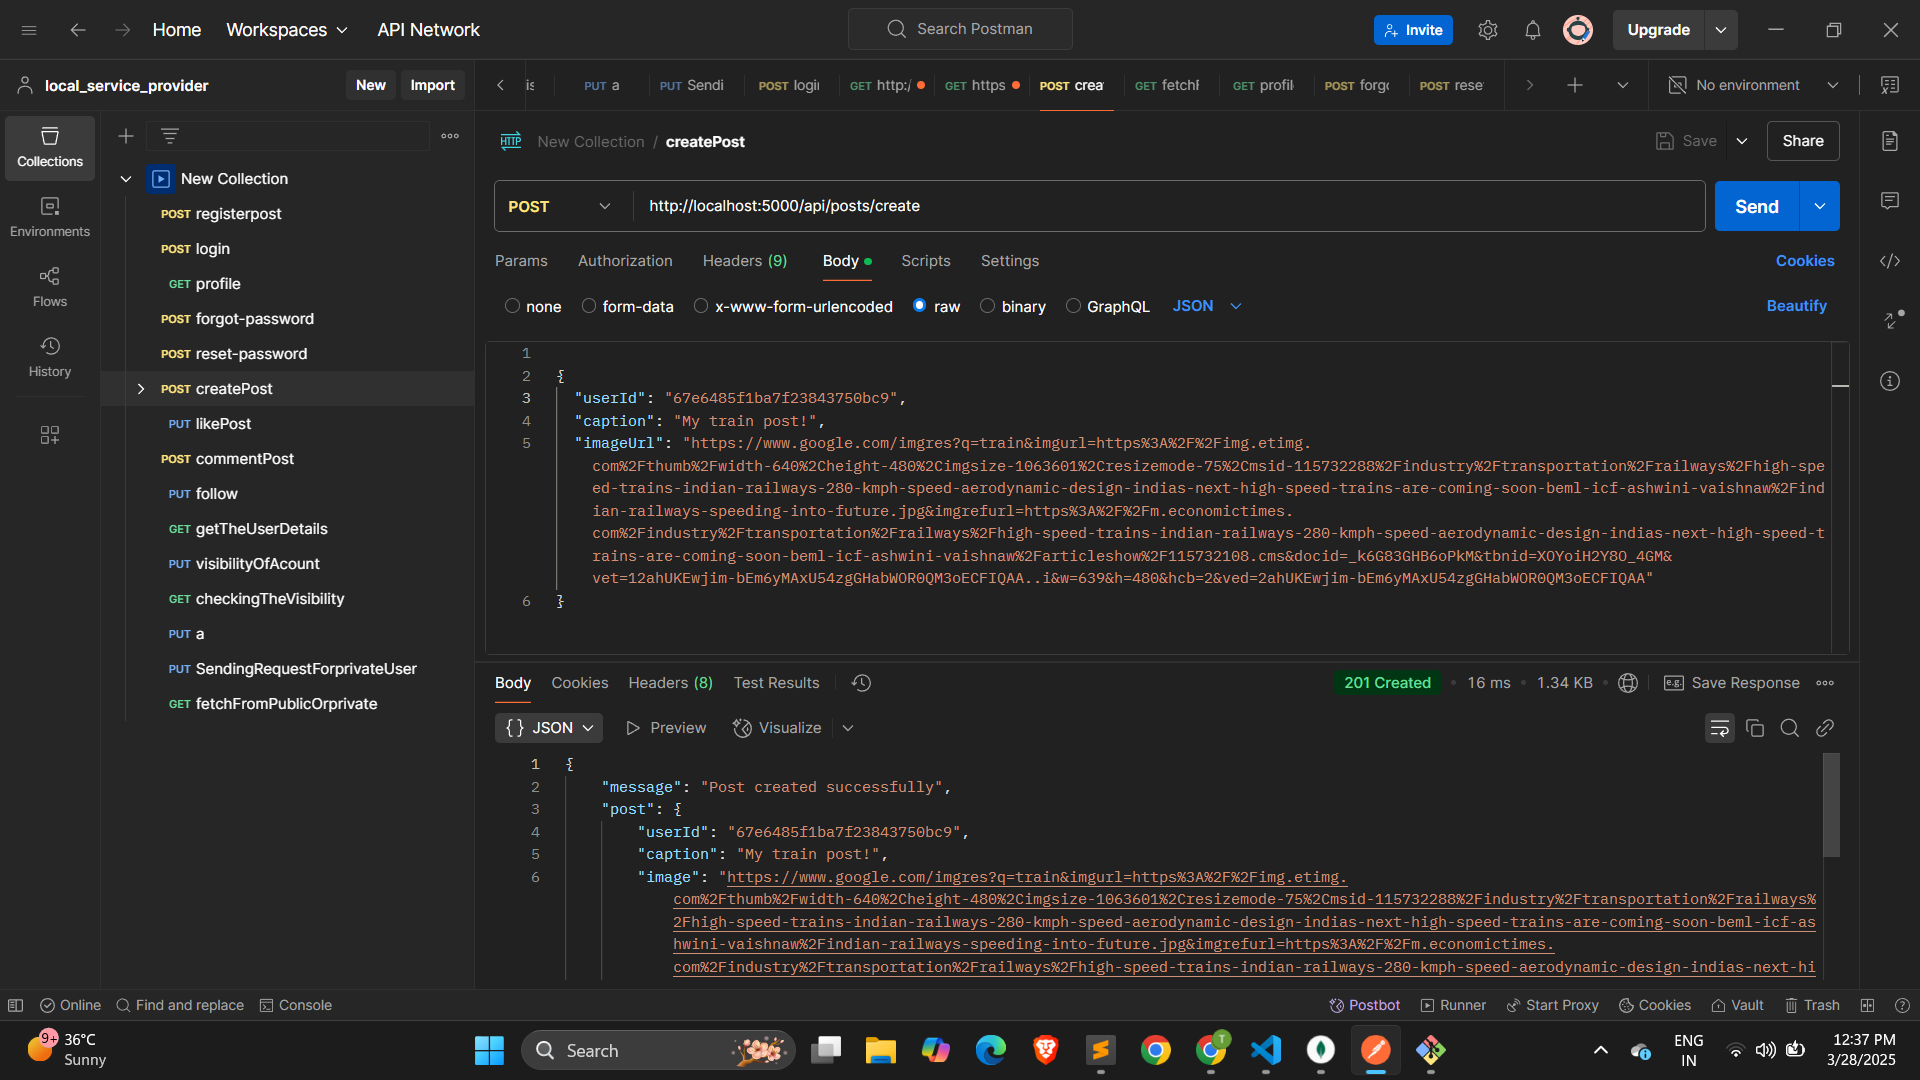 Home
Workspaces
API Network
Search Postman
Invite
Upgrade
local_service_provider
New
Import
PUT a
PUT Sendi
POST logi
GET http:/
GET https
POST crea
GET fetchF
GET profil
POST forgo
POST rese
No environment
Collections
Environments
Flows
History
New Collection
POST registerpost
POST login
GET profile
POST forgot-password
POST reset-password
POST createPost
PUT likePost
POST commentPost
PUT follow
GET getTheUserDetails
PUT visibilityOfAcount
GET checkingTheVisibility
PUT a
PUT SendingRequestForprivateUser
GET fetchFromPublicOrprivate
HTTP New Collection / createPost
Save
Share
POST
http://localhost:5000/api/posts/create
Send
Params
Authorization
Headers (9)
Body
Scripts
Settings
Cookies
none
form-data
x-www-form-urlencoded
raw
binary
GraphQL
JSON
Beautify
1
2 {
3 "userId": "67e6485f1ba7f23843750bc9",
4 "caption": "My train post!",
5 "imageUrl": "https://www.google.com/imgres?q=train&imgurl=https%3A%2F%2Fimg.etimg.
com%2Fthumb%2Fwidth-640%2Cheight-480%2Cimgsize-1063601%2Cresizemode-75%2Cmsid-115732288%2Findustry%2Ftransportation%2Frailways%2Fhigh-spe
ed-trains-indian-railways-280-kmph-speed-aerodynamic-design-indias-next-high-speed-trains-are-coming-soon-beml-icf-ashwini-vaishnaw%2Find
ian-railways-speeding-into-future.jpg&imgrefurl=https%3A%2F%2Fm.economictimes.
com%2Findustry%2Ftransportation%2Frailways%2Fhigh-speed-trains-indian-railways-280-kmph-speed-aerodynamic-design-indias-next-high-speed-t
rains-are-coming-soon-beml-icf-ashwini-vaishnaw%2Farticleshow%2F115732108.cms&docid=_k6G83GHB6oPkM&tbnid=XOYoiH2Y8O_4GM&
vet=12ahUKEwjim-bEm6yMAxU54zgGHabWOR0QM3oECFIQAA..i&w=639&h=480&hcb=2&ved=2ahUKEwjim-bEm6yMAxU54zgGHabWOR0QM3oECFIQAA"
6 }
Body
Cookies
Headers (8)
Test Results
201 Created
16 ms
1.34 KB
e.g. Save Response
{} JSON
Preview
Visualize
1 {
2 "message": "Post created successfully",
3 "post": {
4 "userId": "67e6485f1ba7f23843750bc9",
5 "caption": "My train post!",
6 "image": "https://www.google.com/imgres?q=train&imgurl=https%3A%2F%2Fimg.etimg.
com%2Fthumb%2Fwidth-640%2Cheight-480%2Cimgsize-1063601%2Cresizemode-75%2Cmsid-115732288%2Findustry%2Ftransportation%2Frailways%
2Fhigh-speed-trains-indian-railways-280-kmph-speed-aerodynamic-design-indias-next-high-speed-trains-are-coming-soon-beml-icf-as
hwini-vaishnaw%2Findian-railways-speeding-into-future.jpg&imgrefurl=https%3A%2F%2Fm.economictimes.
com%2Findustry%2Ftransportation%2Frailways%2Fhigh-speed-trains-indian-railways-280-kmph-speed-aerodynamic-design-indias-next-hi
Online
Find and replace
Console
Postbot
Runner
Start Proxy
Cookies
Vault
Trash
9+
36°C
Sunny
Search
T
ENG
IN
12:37 PM
3/28/2025